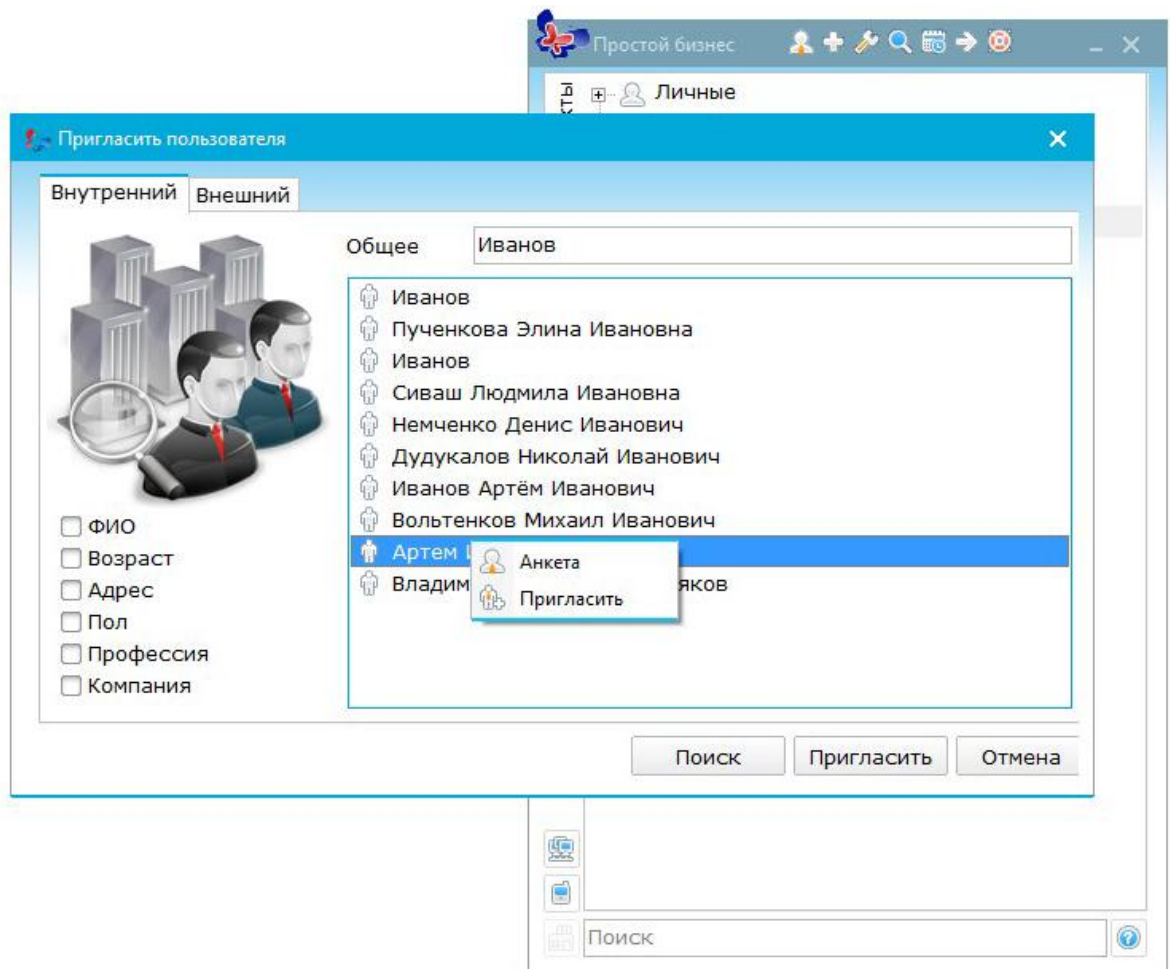 Простой бизнес
Личные
Пригласить пользователя
Внутренний
Внешний
Общее
Иванов
Иванов
Пученкова Элина Ивановна
Иванов
Сиваш Людмила Ивановна
Немченко Денис Иванович
Дудукалов Николай Иванович
Иванов Артём Иванович
Вольтенков Михаил Иванович
Артем
Анкета
Пригласить
ФИО
Возраст
Адрес
Пол
Профессия
Компания
Поиск
Пригласить
Отмена
Поиск